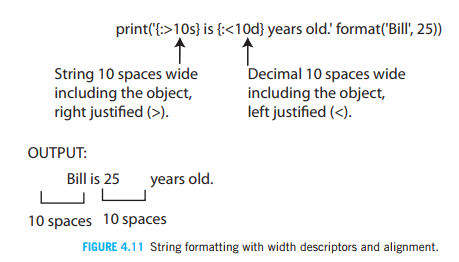 print('{:>10s} is {:<10d} years old.' format('Bill', 25))
String 10 spaces wide
including the object,
right justified (>).
Decimal 10 spaces wide
including the object,
left justified (<).
OUTPUT:
Bill is 25 years old.
10 spaces 10 spaces
FIGURE 4.11 String formatting with width descriptors and alignment.